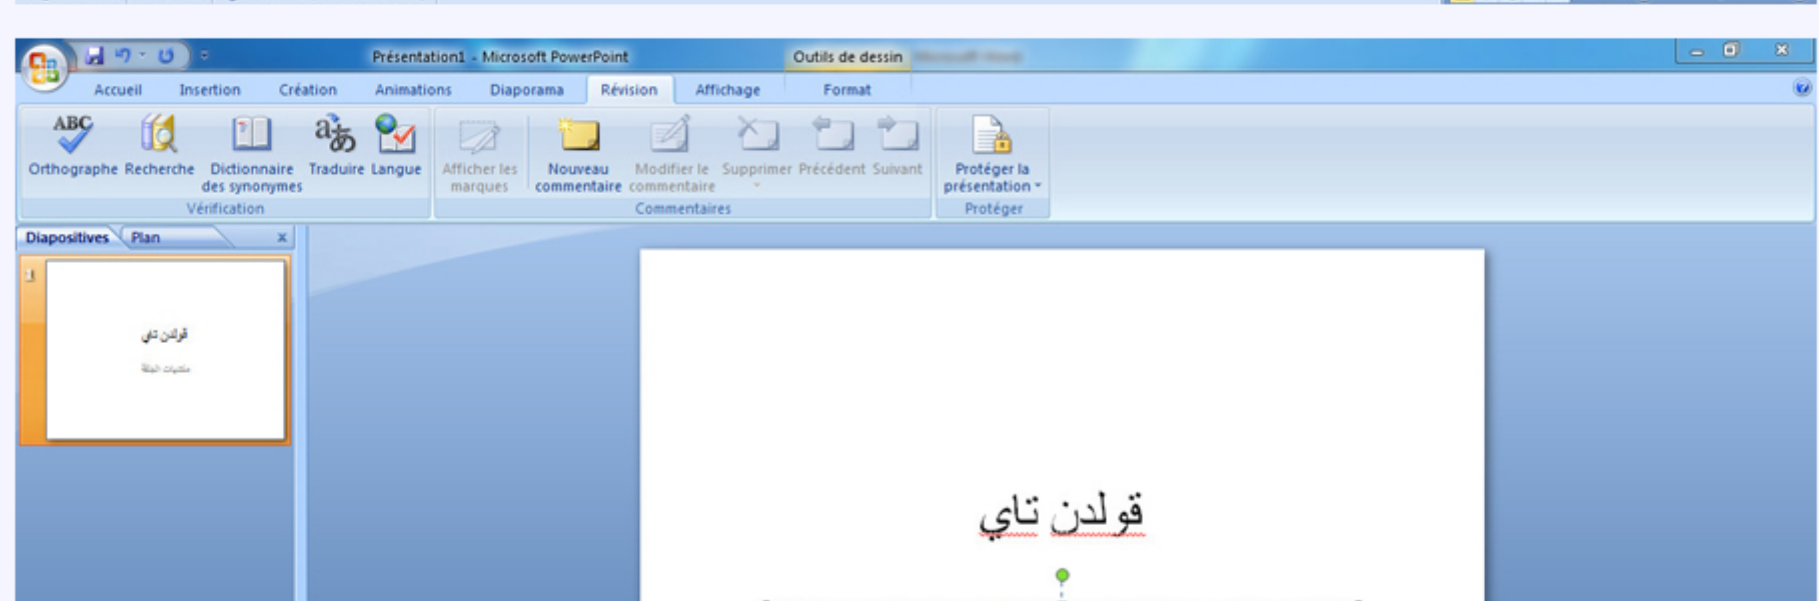 Présentation1 - Microsoft PowerPoint
Outils de dessin
Accueil Insertion Création Animations Diaporama Révision Affichage Format
ABC
Orthographe
Recherche
Dictionnaire
des synonymes
Traduire
Langue
Afficher les
marques
Nouveau
commentaire
Modifier le
commentaire
Supprimer
Précédent
Suivant
Protéger la
présentation
Vérification
Commentaires
Protéger
Diapositives Plan x
1
قولدن تاي
قولدن تاي